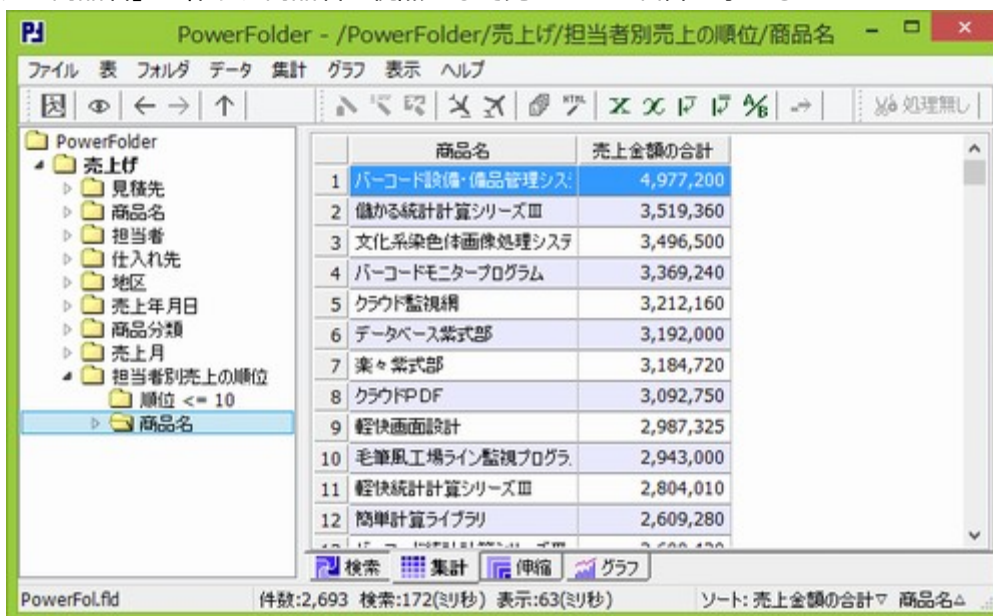 PowerFolder - /PowerFolder/売上げ/担当者別売上の順位/商品名
ファイル 表 フォルダ データ 集計 グラフ 表示 ヘルプ
処理無し
PowerFolder
売上げ
見積先
商品名
担当者
仕入れ先
地区
売上年月日
商品分類
売上月
担当者別売上の順位
順位 <= 10
商品名
商品名 売上金額の合計
1 バーコード設備・備品管理シス 4,977,200
2 儲かる統計計算シリーズⅢ 3,519,360
3 文化系染色体画像処理システ 3,496,500
4 バーコードモニタープログラム 3,369,240
5 クラウド監視網 3,212,160
6 データベース紫式部 3,192,000
7 楽々紫式部 3,184,720
8 クラウドPDF 3,092,750
9 軽快画面設計 2,987,325
10 毛筆風工場ライン監視プログラ 2,943,000
11 軽快統計計算シリーズⅢ 2,804,010
12 簡単計算ライブラリ 2,609,280
検索 集計 伸縮 グラフ
PowerFol.fld 件数:2,693 検索:172(ミリ秒) 表示:63(ミリ秒) ソート: 売上金額の合計▽ 商品名△